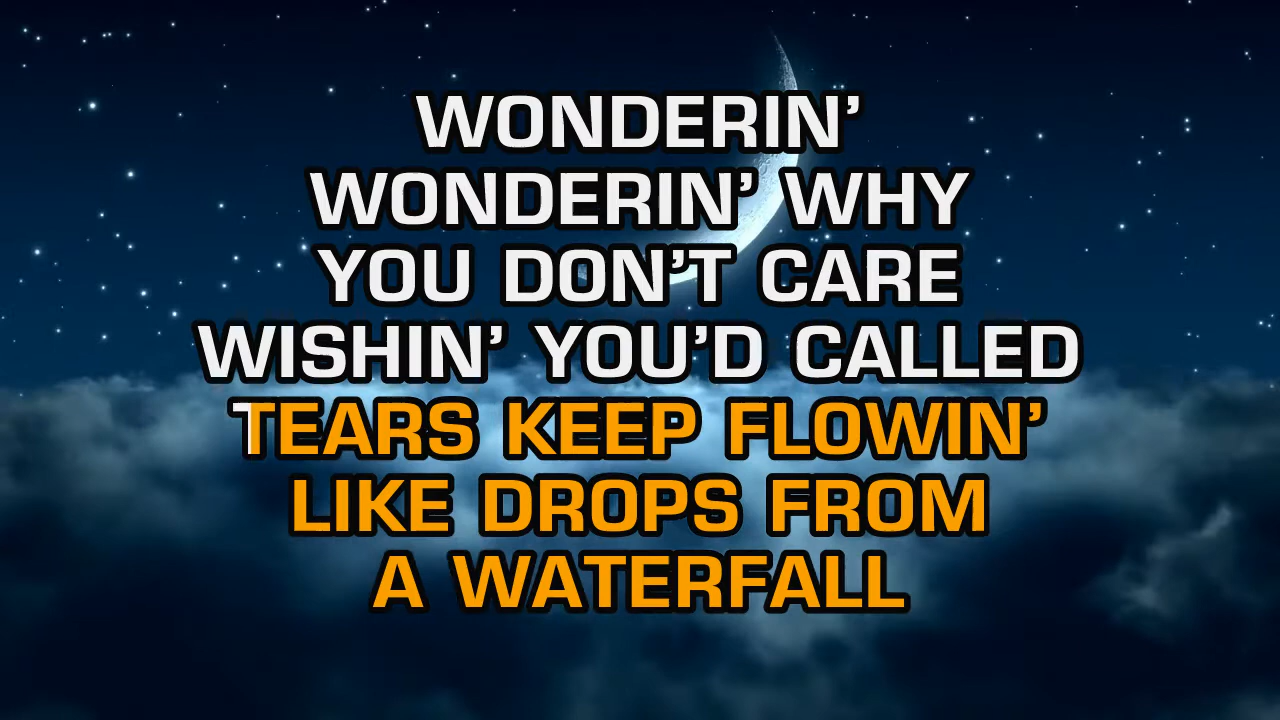 WONDERIN’
WONDERIN’ WHY
YOU DON’T CARE
WISHIN’ YOU’D CALLED
TEARS KEEP FLOWIN’
LIKE DROPS FROM
A WATERFALL